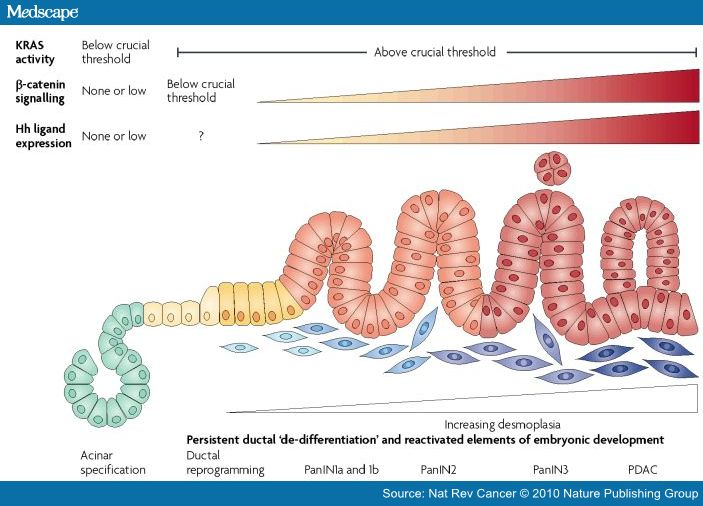 Medscape
KRAS
activity
Below crucial
threshold
Above crucial threshold
β-catenin
signalling
None or low
Below crucial
threshold
Hh ligand
expression
None or low
?
Increasing desmoplasia
Persistent ductal 'de-differentiation' and reactivated elements of embryonic development
Acinar
specification
Ductal
reprogramming
PanIN1a and 1b
PanIN2
PanIN3
PDAC
Source: Nat Rev Cancer © 2010 Nature Publishing Group